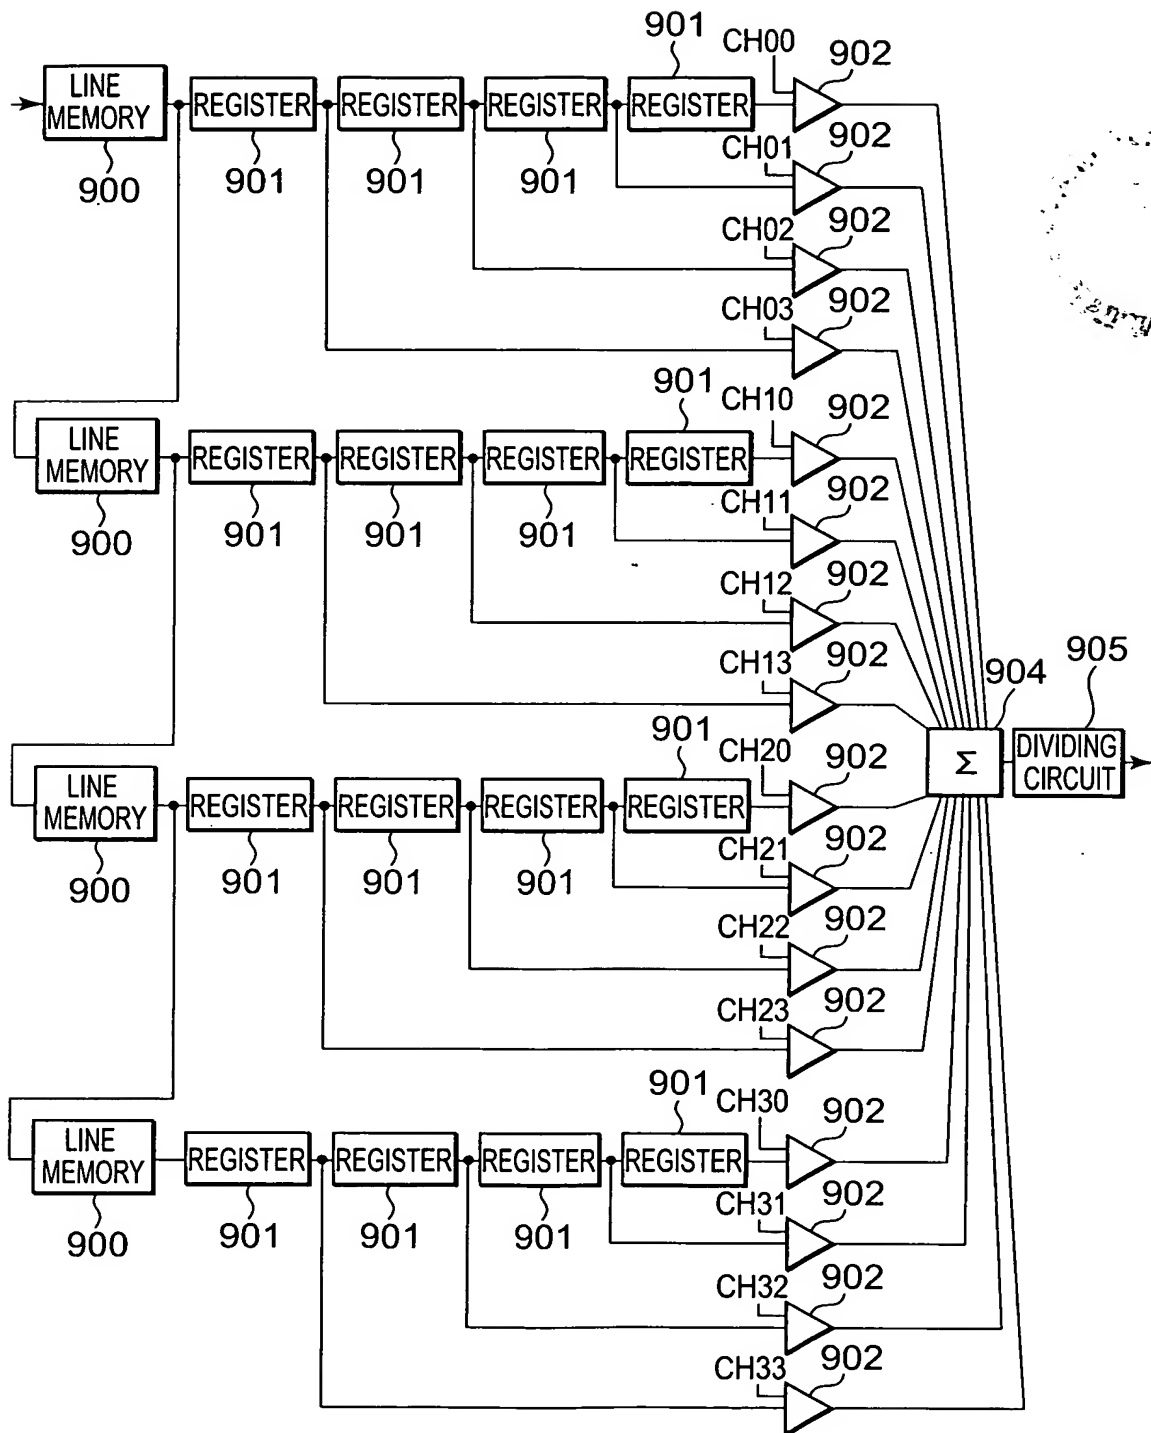 901
CH00
902
LINE MEMORY
REGISTER
REGISTER
REGISTER
REGISTER
900
901
901
901
CH01
902
CH02
902
CH03
902
901
CH10
902
LINE MEMORY
REGISTER
REGISTER
REGISTER
REGISTER
900
901
901
901
CH11
902
CH12
902
CH13
902
904
905
Σ
DIVIDING CIRCUIT
901
CH20
902
LINE MEMORY
REGISTER
REGISTER
REGISTER
REGISTER
900
901
901
901
CH21
902
CH22
902
CH23
902
901
CH30
902
LINE MEMORY
REGISTER
REGISTER
REGISTER
REGISTER
900
901
901
901
CH31
902
CH32
902
CH33
902